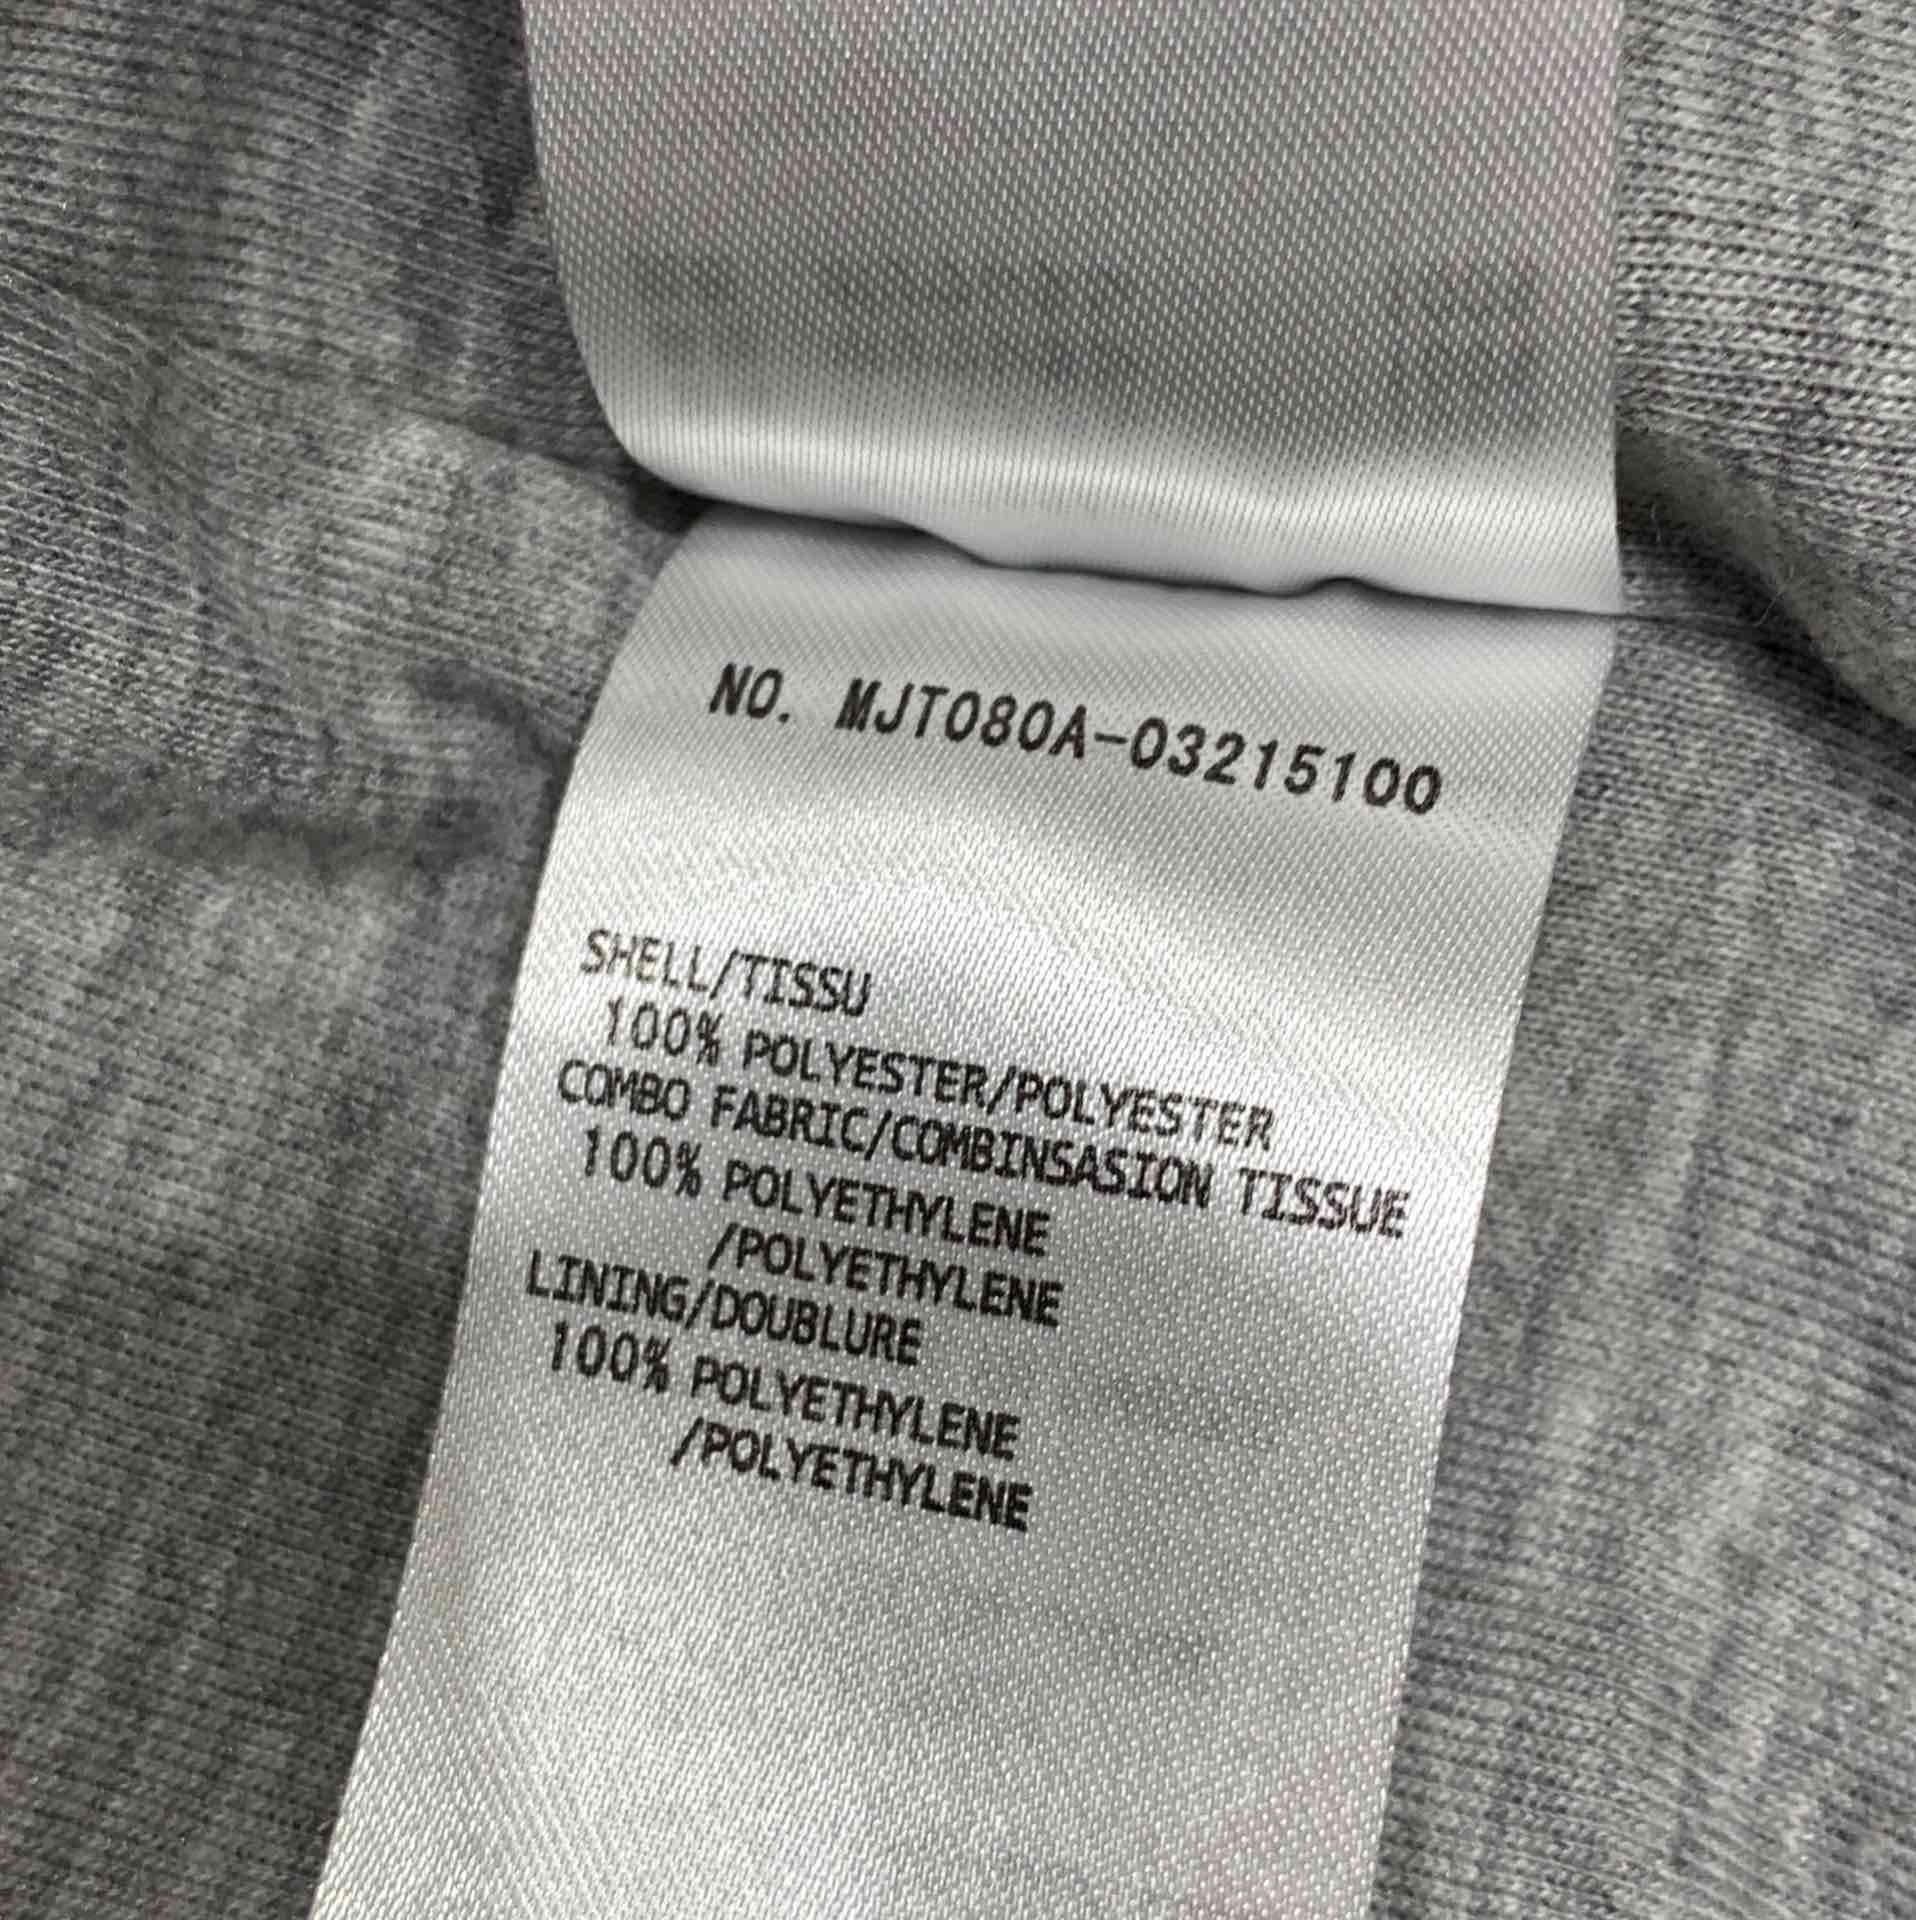 NO. MJT080A-03215100
SHELL/TISSU
100% POLYESTER/POLYESTER
COMBO FABRIC/COMBINSASION TISSUE
100% POLYETHYLENE
/POLYETHYLENE
LINING/DOUBLURE
100% POLYETHYLENE
/POLYETHYLENE